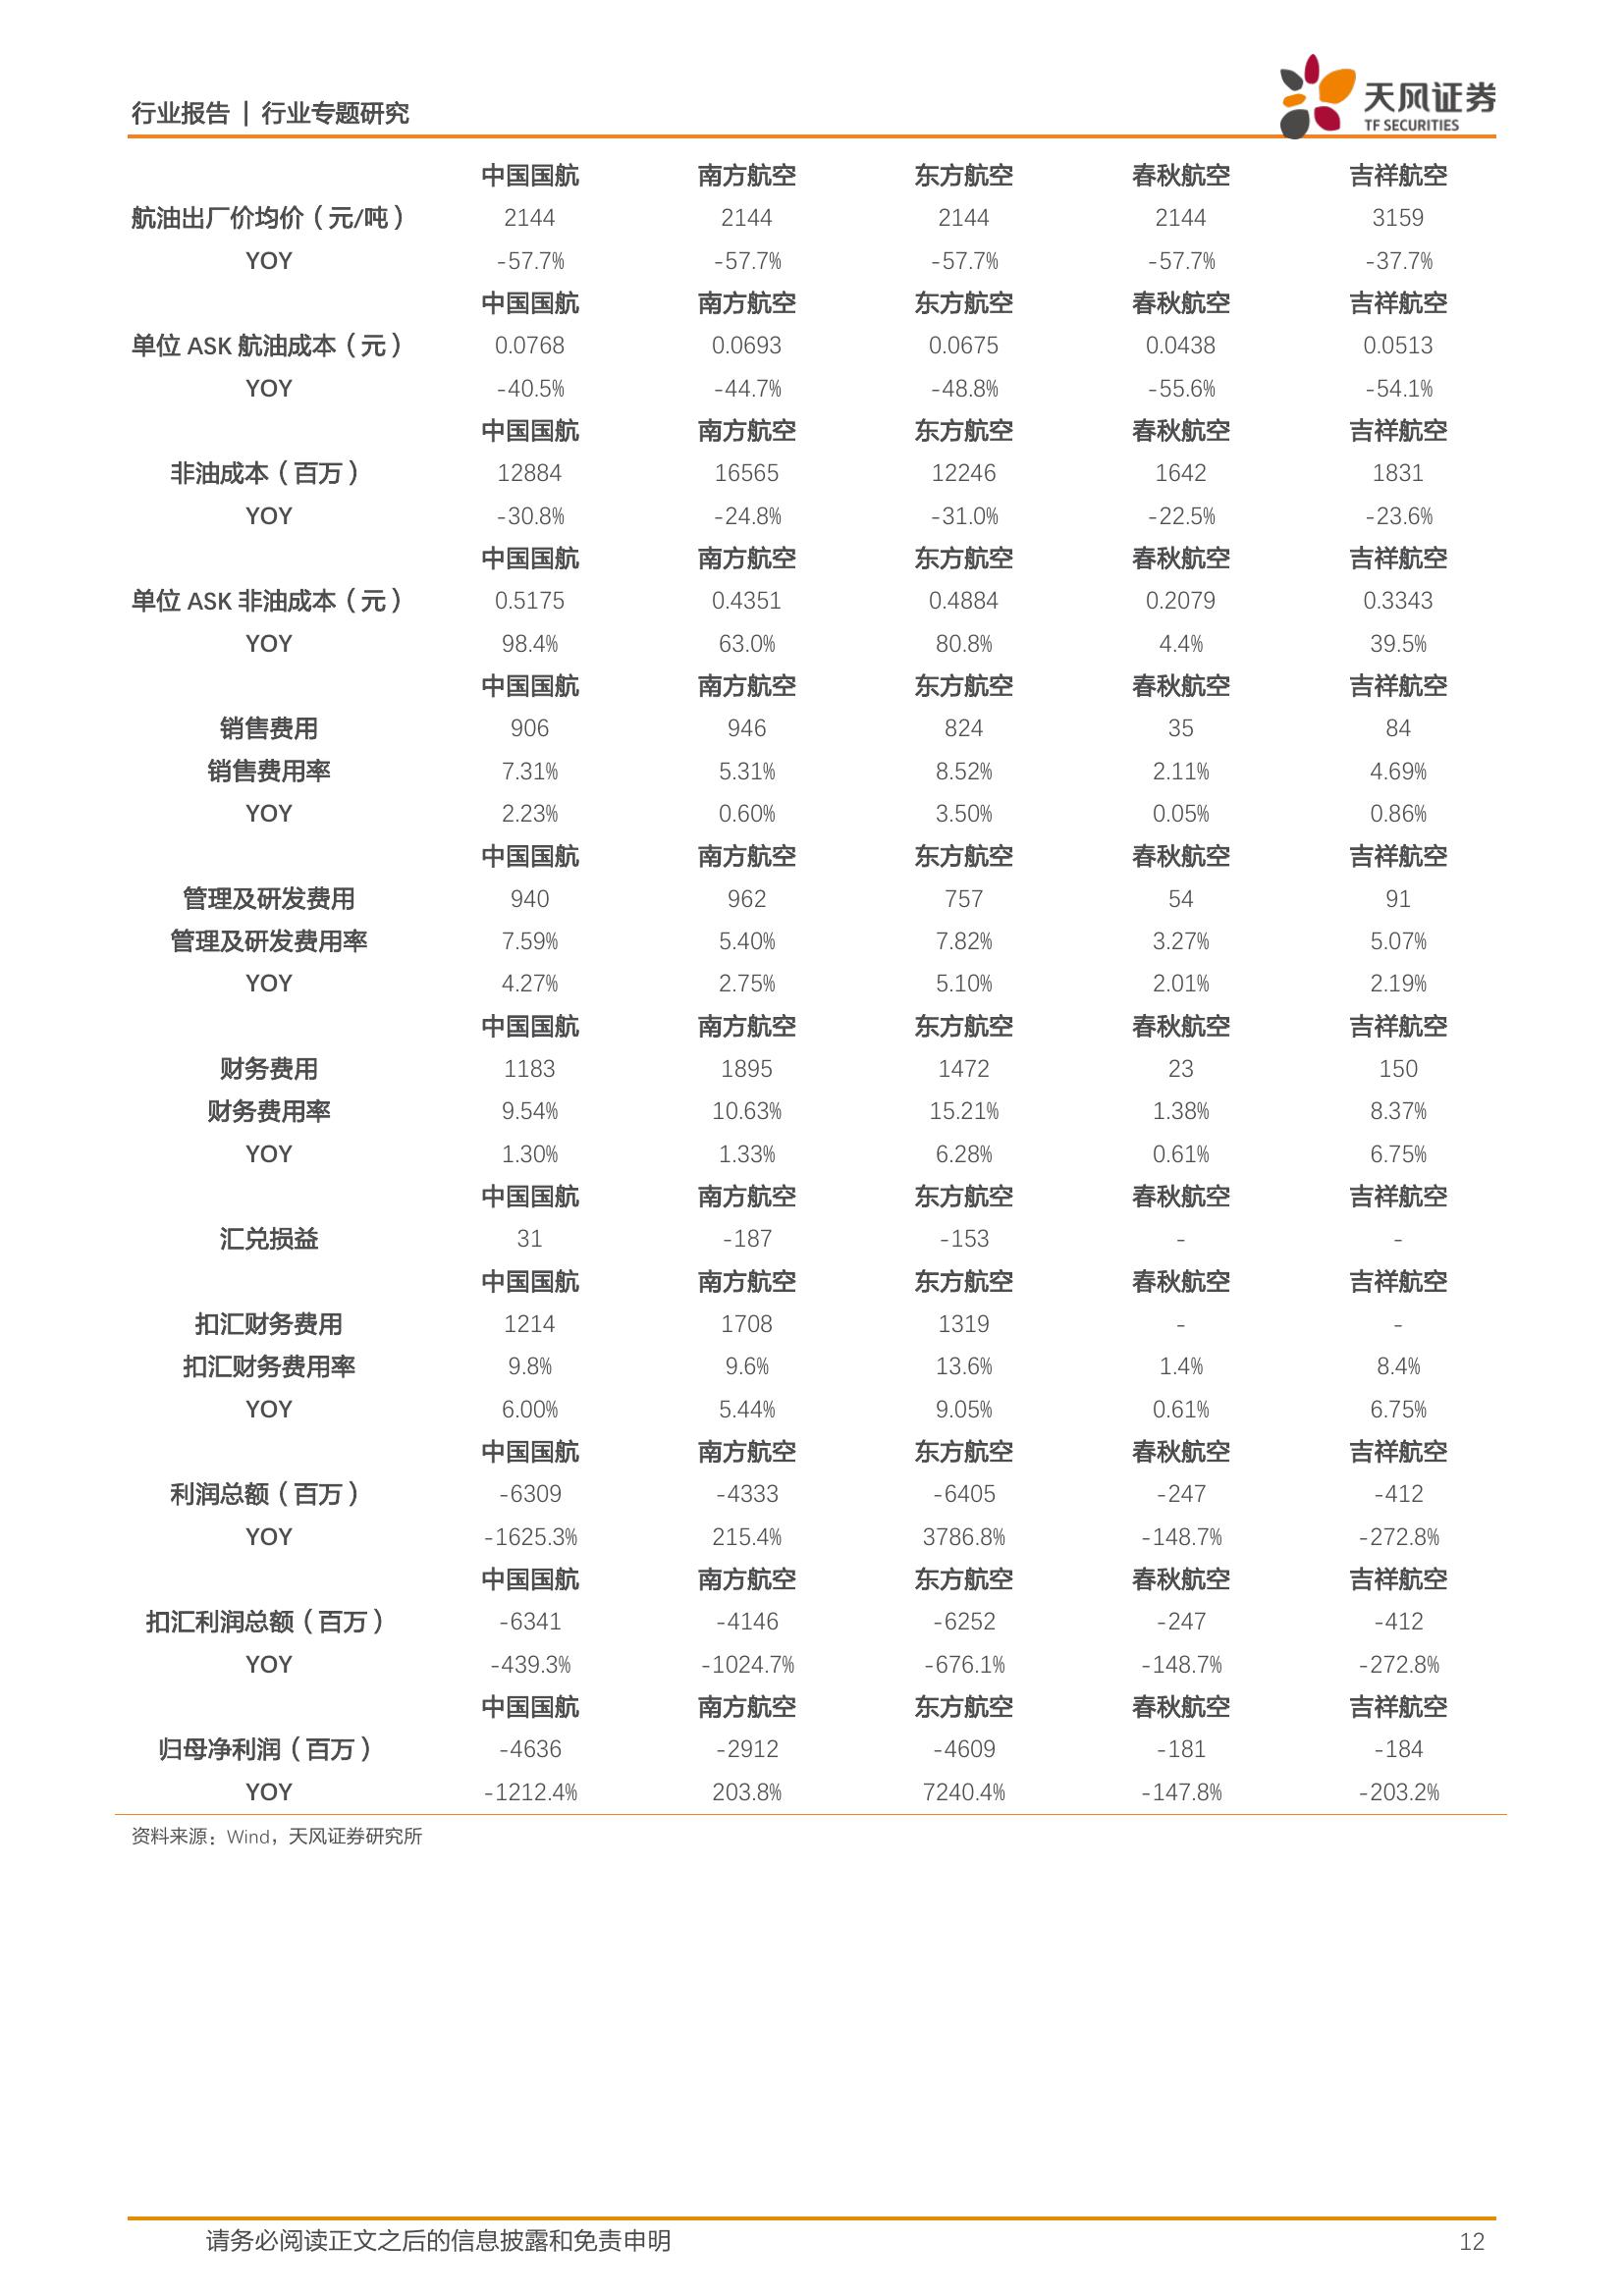 行业报告 | 行业专题研究
天风证券
TF SECURITIES
中国国航 南方航空 东方航空 春秋航空 吉祥航空
航油出厂价均价（元/吨） 2144 2144 2144 2144 3159
YOY -57.7% -57.7% -57.7% -57.7% -37.7%
中国国航 南方航空 东方航空 春秋航空 吉祥航空
单位 ASK 航油成本（元） 0.0768 0.0693 0.0675 0.0438 0.0513
YOY -40.5% -44.7% -48.8% -55.6% -54.1%
中国国航 南方航空 东方航空 春秋航空 吉祥航空
非油成本（百万） 12884 16565 12246 1642 1831
YOY -30.8% -24.8% -31.0% -22.5% -23.6%
中国国航 南方航空 东方航空 春秋航空 吉祥航空
单位 ASK 非油成本（元） 0.5175 0.4351 0.4884 0.2079 0.3343
YOY 98.4% 63.0% 80.8% 4.4% 39.5%
中国国航 南方航空 东方航空 春秋航空 吉祥航空
销售费用 906 946 824 35 84
销售费用率 7.31% 5.31% 8.52% 2.11% 4.69%
YOY 2.23% 0.60% 3.50% 0.05% 0.86%
中国国航 南方航空 东方航空 春秋航空 吉祥航空
管理及研发费用 940 962 757 54 91
管理及研发费用率 7.59% 5.40% 7.82% 3.27% 5.07%
YOY 4.27% 2.75% 5.10% 2.01% 2.19%
中国国航 南方航空 东方航空 春秋航空 吉祥航空
财务费用 1183 1895 1472 23 150
财务费用率 9.54% 10.63% 15.21% 1.38% 8.37%
YOY 1.30% 1.33% 6.28% 0.61% 6.75%
中国国航 南方航空 东方航空 春秋航空 吉祥航空
汇兑损益 31 -187 -153 - -
中国国航 南方航空 东方航空 春秋航空 吉祥航空
扣汇财务费用 1214 1708 1319 - -
扣汇财务费用率 9.8% 9.6% 13.6% 1.4% 8.4%
YOY 6.00% 5.44% 9.05% 0.61% 6.75%
中国国航 南方航空 东方航空 春秋航空 吉祥航空
利润总额（百万） -6309 -4333 -6405 -247 -412
YOY -1625.3% 215.4% 3786.8% -148.7% -272.8%
中国国航 南方航空 东方航空 春秋航空 吉祥航空
扣汇利润总额（百万） -6341 -4146 -6252 -247 -412
YOY -439.3% -1024.7% -676.1% -148.7% -272.8%
中国国航 南方航空 东方航空 春秋航空 吉祥航空
归母净利润（百万） -4636 -2912 -4609 -181 -184
YOY -1212.4% 203.8% 7240.4% -147.8% -203.2%
资料来源：Wind，天风证券研究所
请务必阅读正文之后的信息披露和免责申明 12